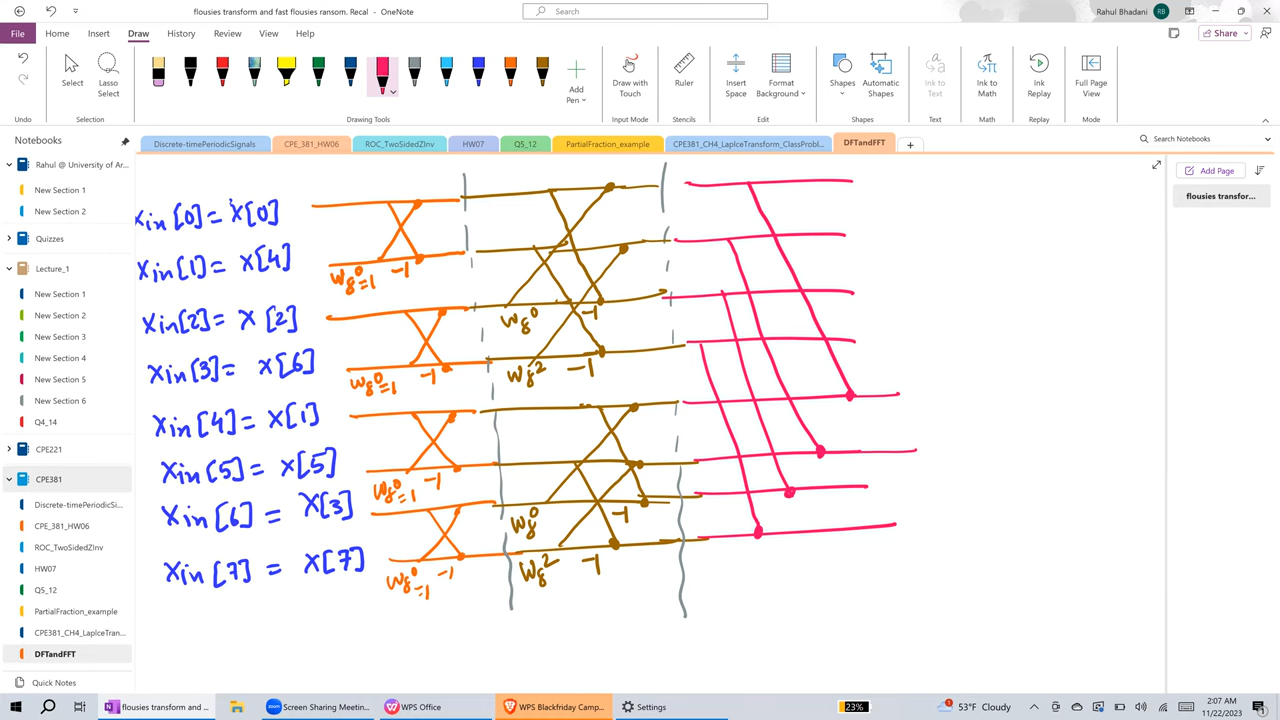 flousies transform and fast flousies ransom. Recal - OneNote
Search
Rahul Bhadani
RB
File
Home
Insert
Draw
History
Review
View
Help
Share
Undo
Select
Lasso Select
Add Pen
Draw with Touch
Ruler
Insert Space
Format Background
Shapes
Automatic Shapes
Ink to Text
Ink to Math
Ink Replay
Full Page View
Undo
Selection
Drawing Tools
Input Mode
Stencils
Edit
Shapes
Text
Math
Replay
Mode
Notebooks
Discrete-timePeriodicSignals
CPE_381_HW06
ROC_TwoSidedZInv
HW07
Q5_12
PartialFraction_example
CPE381_CH4_LaplceTransform_ClassProbl...
DFTandFFT
Search Notebooks
Add Page
flousies transfor...
Rahul @ University of Ar...
New Section 1
New Section 2
Quizzes
Lecture_1
New Section 1
New Section 2
New Section 3
New Section 4
New Section 5
New Section 6
Q4_14
CPE221
CPE381
Discrete-timePeriodicSi...
CPE_381_HW06
ROC_TwoSidedZInv
HW07
Q5_12
PartialFraction_example
CPE381_CH4_LaplceTran...
DFTandFFT
Quick Notes
Xin[0] = X[0]
Xin[1] = X[4]
W8^0=1 -1
Xin[2] = X[2]
W8^0 -1
Xin[3] = X[6]
W8^0=1 -1 W8^2 -1
Xin[4] = X[1]
Xin[5] = X[5]
W8^0=1 -1
Xin[6] = X[3]
W8^0 -1
Xin[7] = X[7]
W8^0=1 -1 W8^2 -1
flousies transform and ...
Screen Sharing Meetin...
WPS Office
WPS Blackfriday Camp...
Settings
23%
53°F Cloudy
2:07 AM
11/22/2023